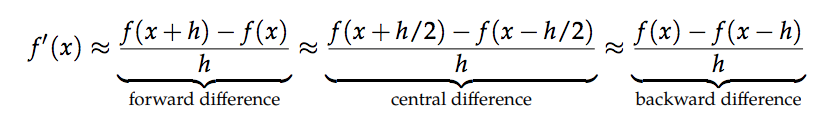 f′(x) ≈ f(x + h) − f(x) / h ≈ f(x + h/2) − f(x − h/2) / h ≈ f(x) − f(x − h) / h
forward difference central difference backward difference